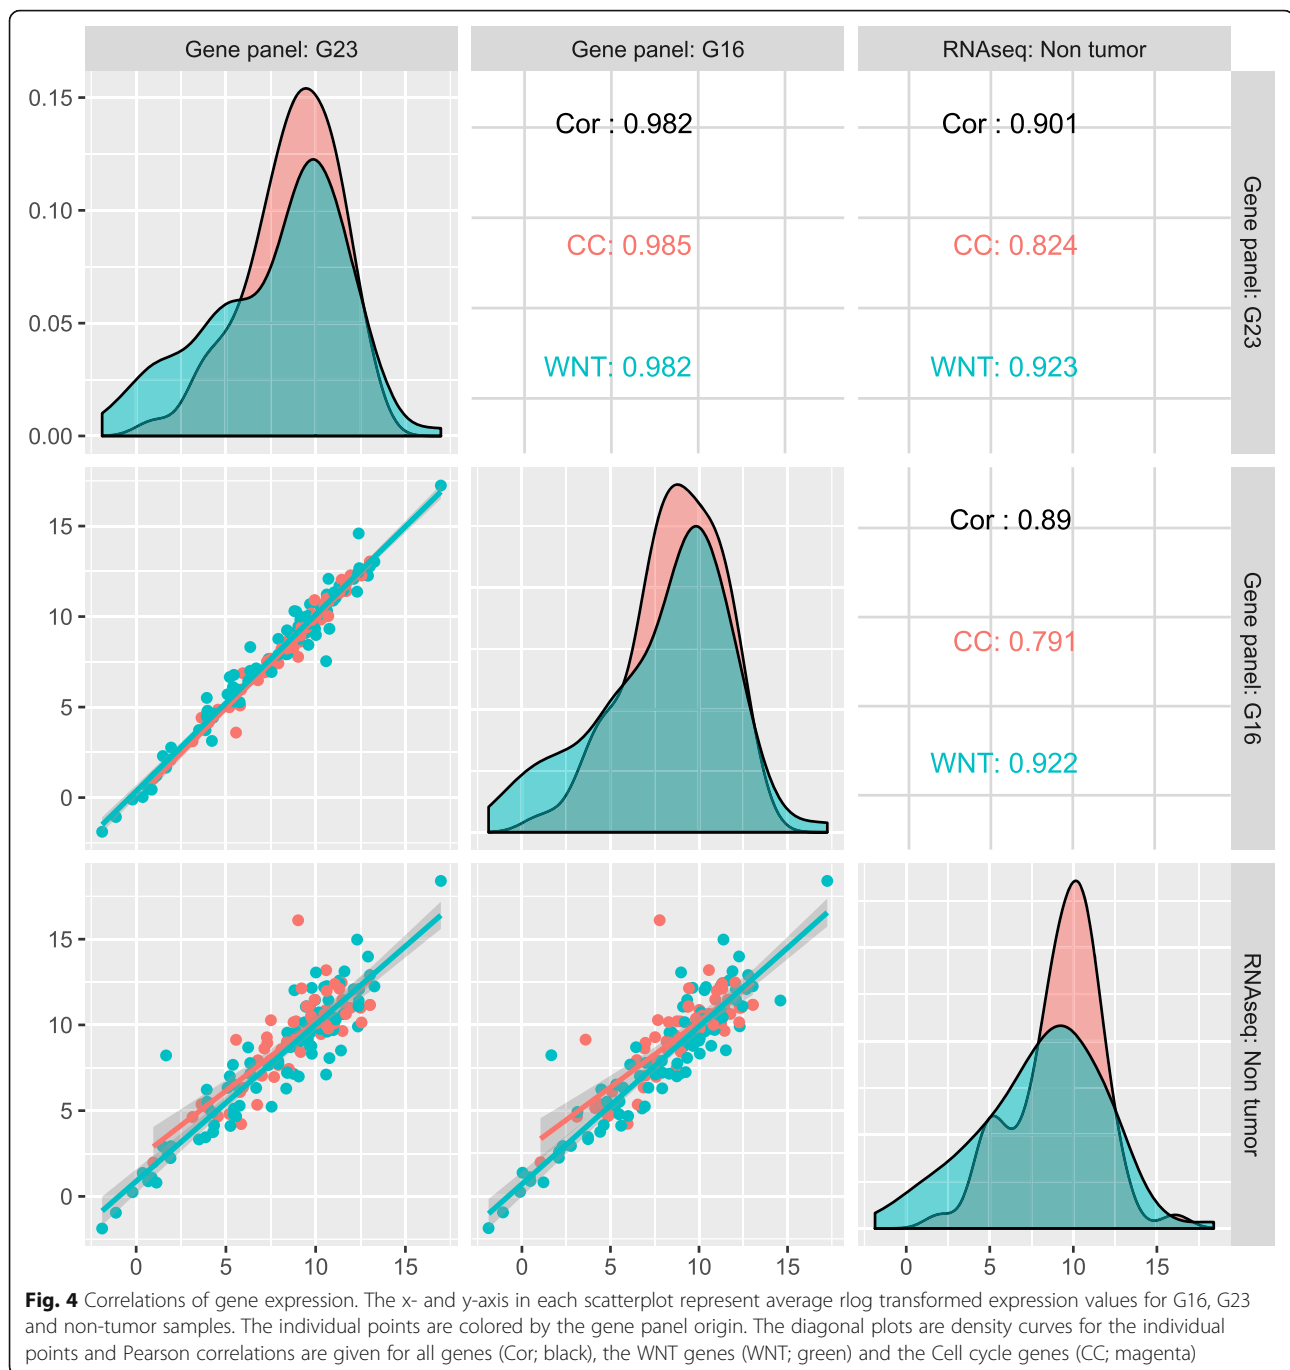 Gene panel: G23
Gene panel: G16
RNAseq: Non tumor
0.15
0.10
0.05
0.00
Cor : 0.982
CC: 0.985
WNT: 0.982
Cor : 0.901
CC: 0.824
WNT: 0.923
Gene panel: G23
15
10
5
0
Cor : 0.89
CC: 0.791
WNT: 0.922
Gene panel: G16
15
10
5
0
RNAseq: Non tumor
0 5 10 15
0 5 10 15
0 5 10 15
Fig. 4 Correlations of gene expression. The x- and y-axis in each scatterplot represent average rlog transformed expression values for G16, G23
and non-tumor samples. The individual points are colored by the gene panel origin. The diagonal plots are density curves for the individual
points and Pearson correlations are given for all genes (Cor; black), the WNT genes (WNT; green) and the Cell cycle genes (CC; magenta)